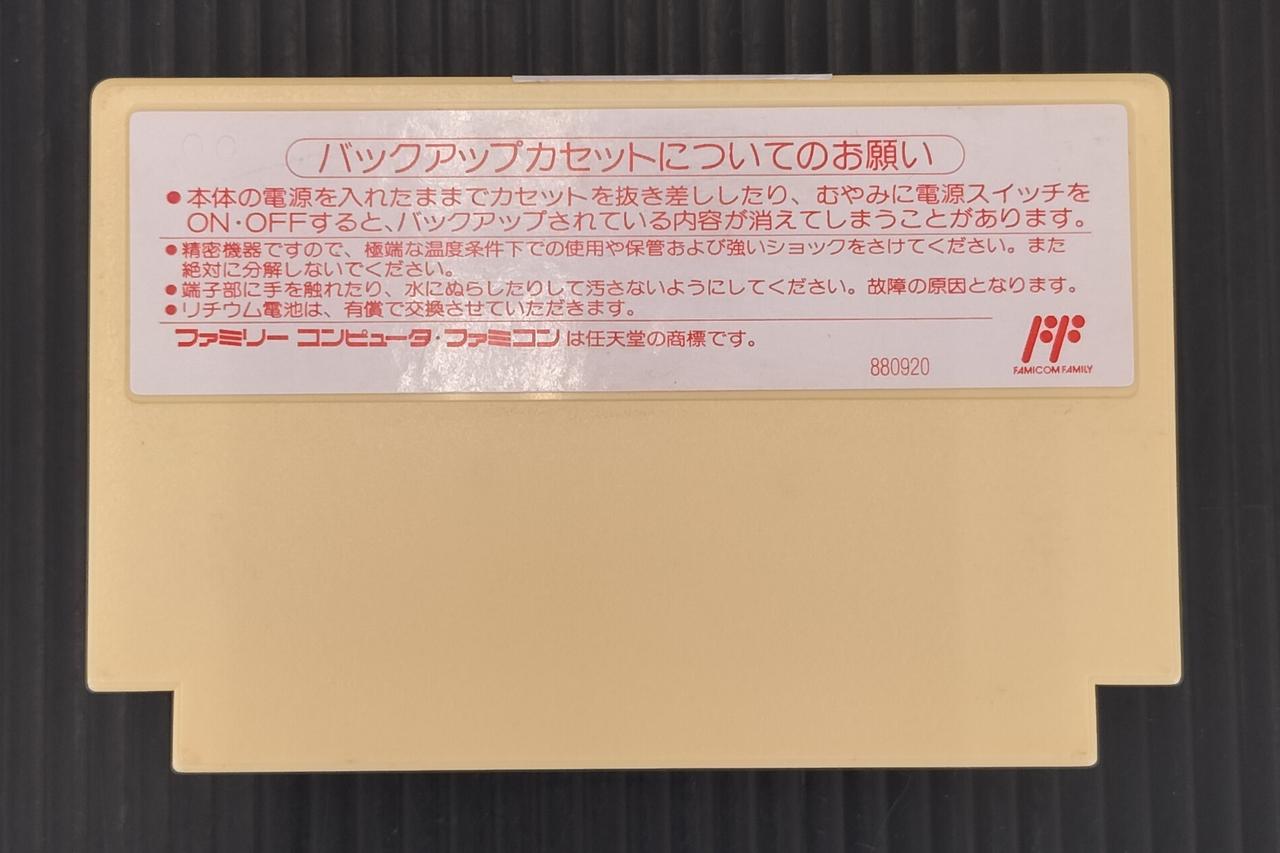 バックアップカセットについてのお願い
●本体の電源を入れたままでカセットを抜き差ししたり、むやみに電源スイッチを
ON・OFFすると、バックアップされている内容が消えてしまうことがあります。
●精密機器ですので、極端な温度条件下での使用や保管および強いショックをさけてください。また
絶対に分解しないでください。
●端子部に手を触れたり、水にぬらしたりして汚さないようにしてください。故障の原因となります。
●リチウム電池は、有償で交換させていただきます。
ファミリー コンピュータ・ファミコンは任天堂の商標です。
880920
FAMICOM FAMILY